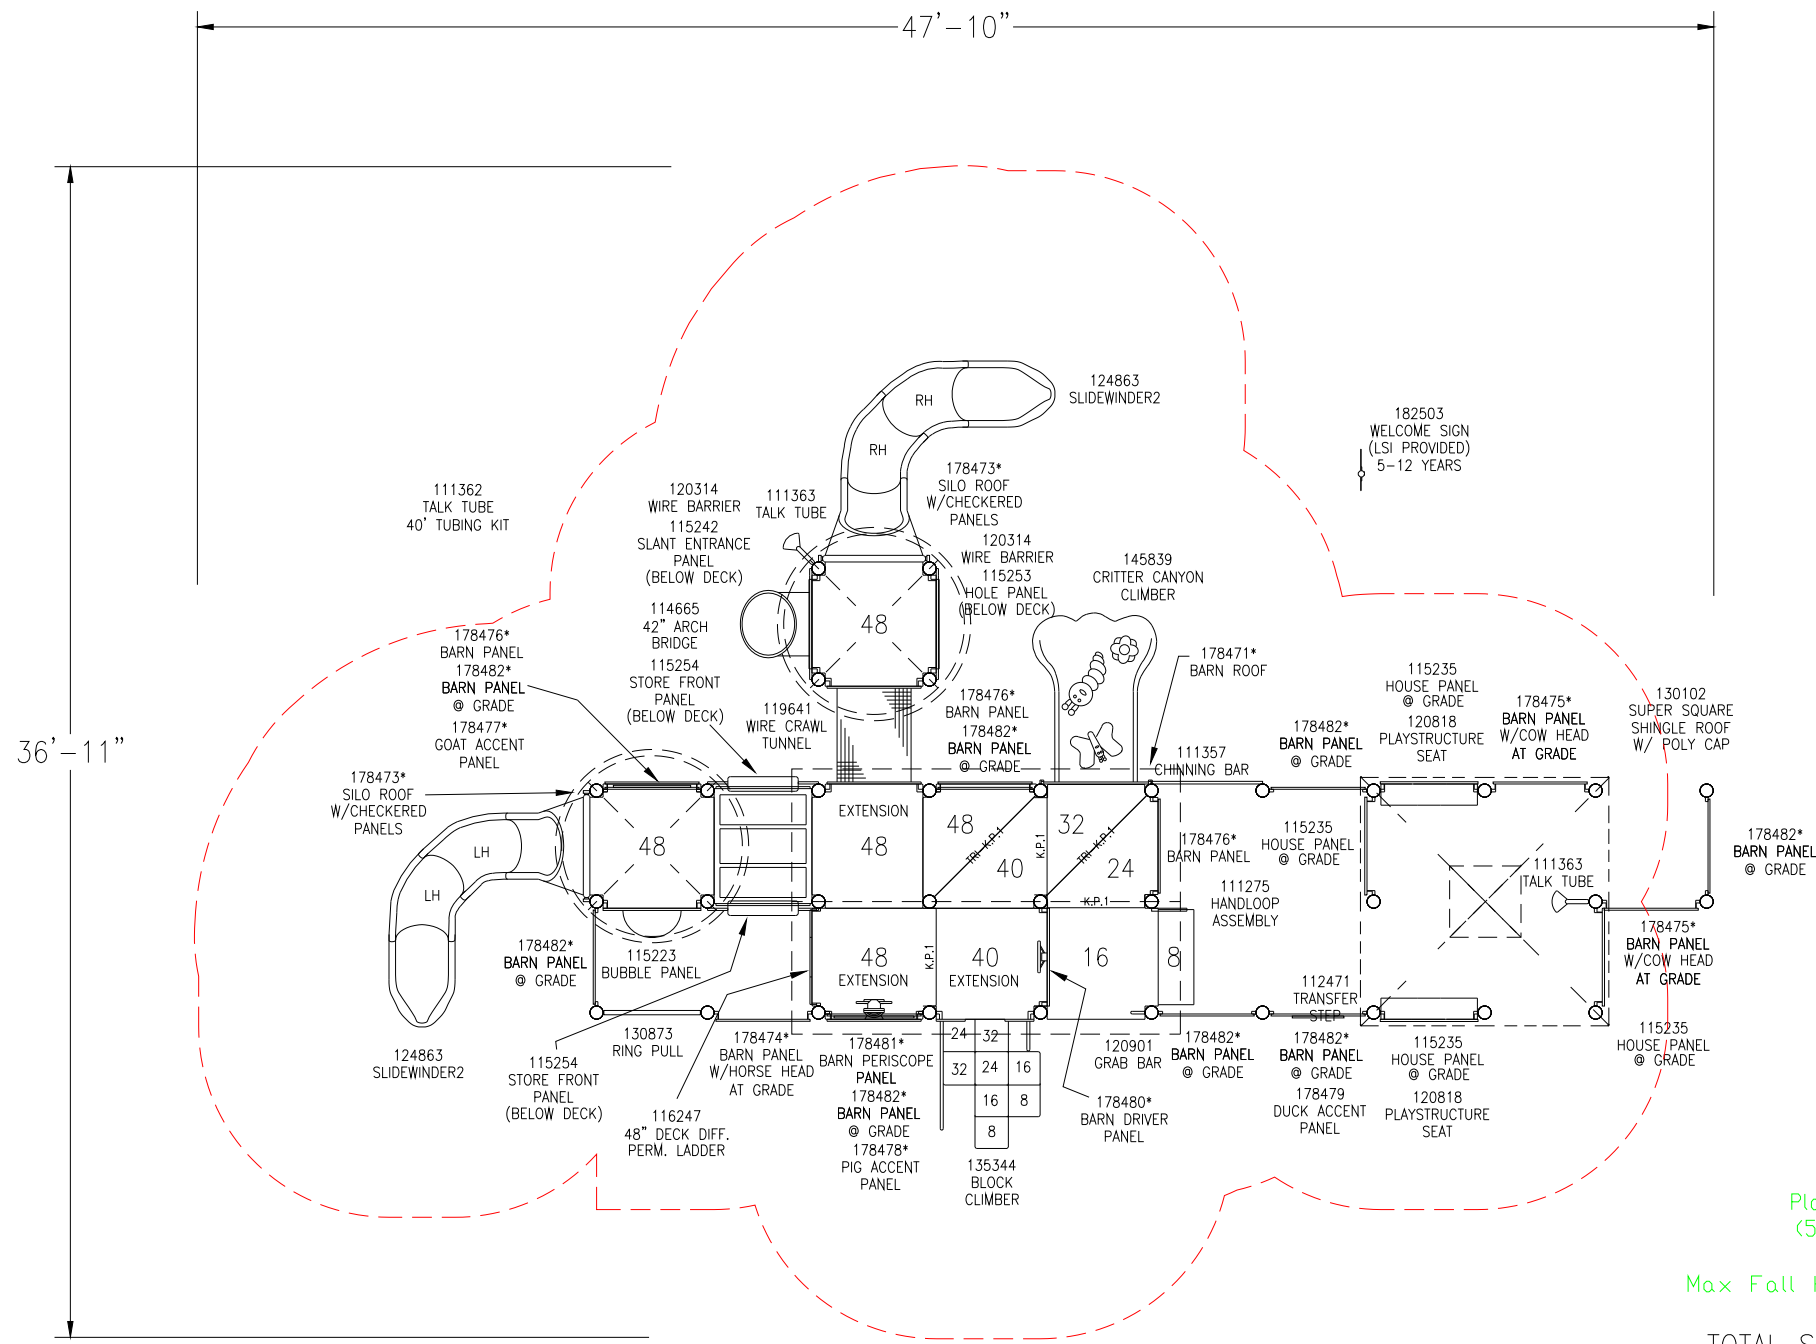 47'-10"
36'-11"
124863
SLIDEWINDER2
RH
RH
182503
WELCOME SIGN
(LSI PROVIDED)
5-12 YEARS
111362
TALK TUBE
40' TUBING KIT
120314
WIRE BARRIER
115242
SLANT ENTRANCE
PANEL
(BELOW DECK)
114665
42" ARCH
BRIDGE
115254
STORE FRONT
PANEL
(BELOW DECK)
111363
TALK TUBE
178473*
SILO ROOF
W/CHECKERED
PANELS
120314
WIRE BARRIER
115253
HOLE PANEL
(BELOW DECK)
145839
CRITTER CANYON
CLIMBER
48
178476*
BARN PANEL
178482*
BARN PANEL
@ GRADE
178477*
GOAT ACCENT
PANEL
178473*
SILO ROOF
W/CHECKERED
PANELS
119641
WIRE CRAWL
TUNNEL
178476*
BARN PANEL
178482*
BARN PANEL
@ GRADE
178471*
BARN ROOF
111357
CHINNING BAR
178482*
BARN PANEL
@ GRADE
115235
HOUSE PANEL
@ GRADE
120818
PLAYSTRUCTURE
SEAT
178475*
BARN PANEL
W/COW HEAD
AT GRADE
130102
SUPER SQUARE
SHINGLE ROOF
W/ POLY CAP
LH
LH
48
EXTENSION
48
48
TRI K.P.1
40
K.P.1
32
TRI K.P.1
24
K.P.1
178476*
BARN PANEL
115235
HOUSE PANEL
@ GRADE
111275
HANDLOOP
ASSEMBLY
111363
TALK TUBE
178482*
BARN PANEL
@ GRADE
178482*
BARN PANEL
@ GRADE
115223
BUBBLE PANEL
48
EXTENSION
K.P.1
40
EXTENSION
16
8
112471
TRANSFER
STEP
178475*
BARN PANEL
W/COW HEAD
AT GRADE
124863
SLIDEWINDER2
115254
STORE FRONT
PANEL
(BELOW DECK)
130873
RING PULL
116247
48" DECK DIFF.
PERM. LADDER
178474*
BARN PANEL
W/HORSE HEAD
AT GRADE
178481*
BARN PERISCOPE
PANEL
178482*
BARN PANEL
@ GRADE
178478*
PIG ACCENT
PANEL
24
32
32
24
16
16
8
8
135344
BLOCK
CLIMBER
120901
GRAB BAR
178480*
BARN DRIVER
PANEL
178482*
BARN PANEL
@ GRADE
178482*
BARN PANEL
@ GRADE
178479
DUCK ACCENT
PANEL
115235
HOUSE PANEL
@ GRADE
120818
PLAYSTRUCTURE
SEAT
115235
HOUSE PANEL
@ GRADE
(5
Max Fall
TOTAL